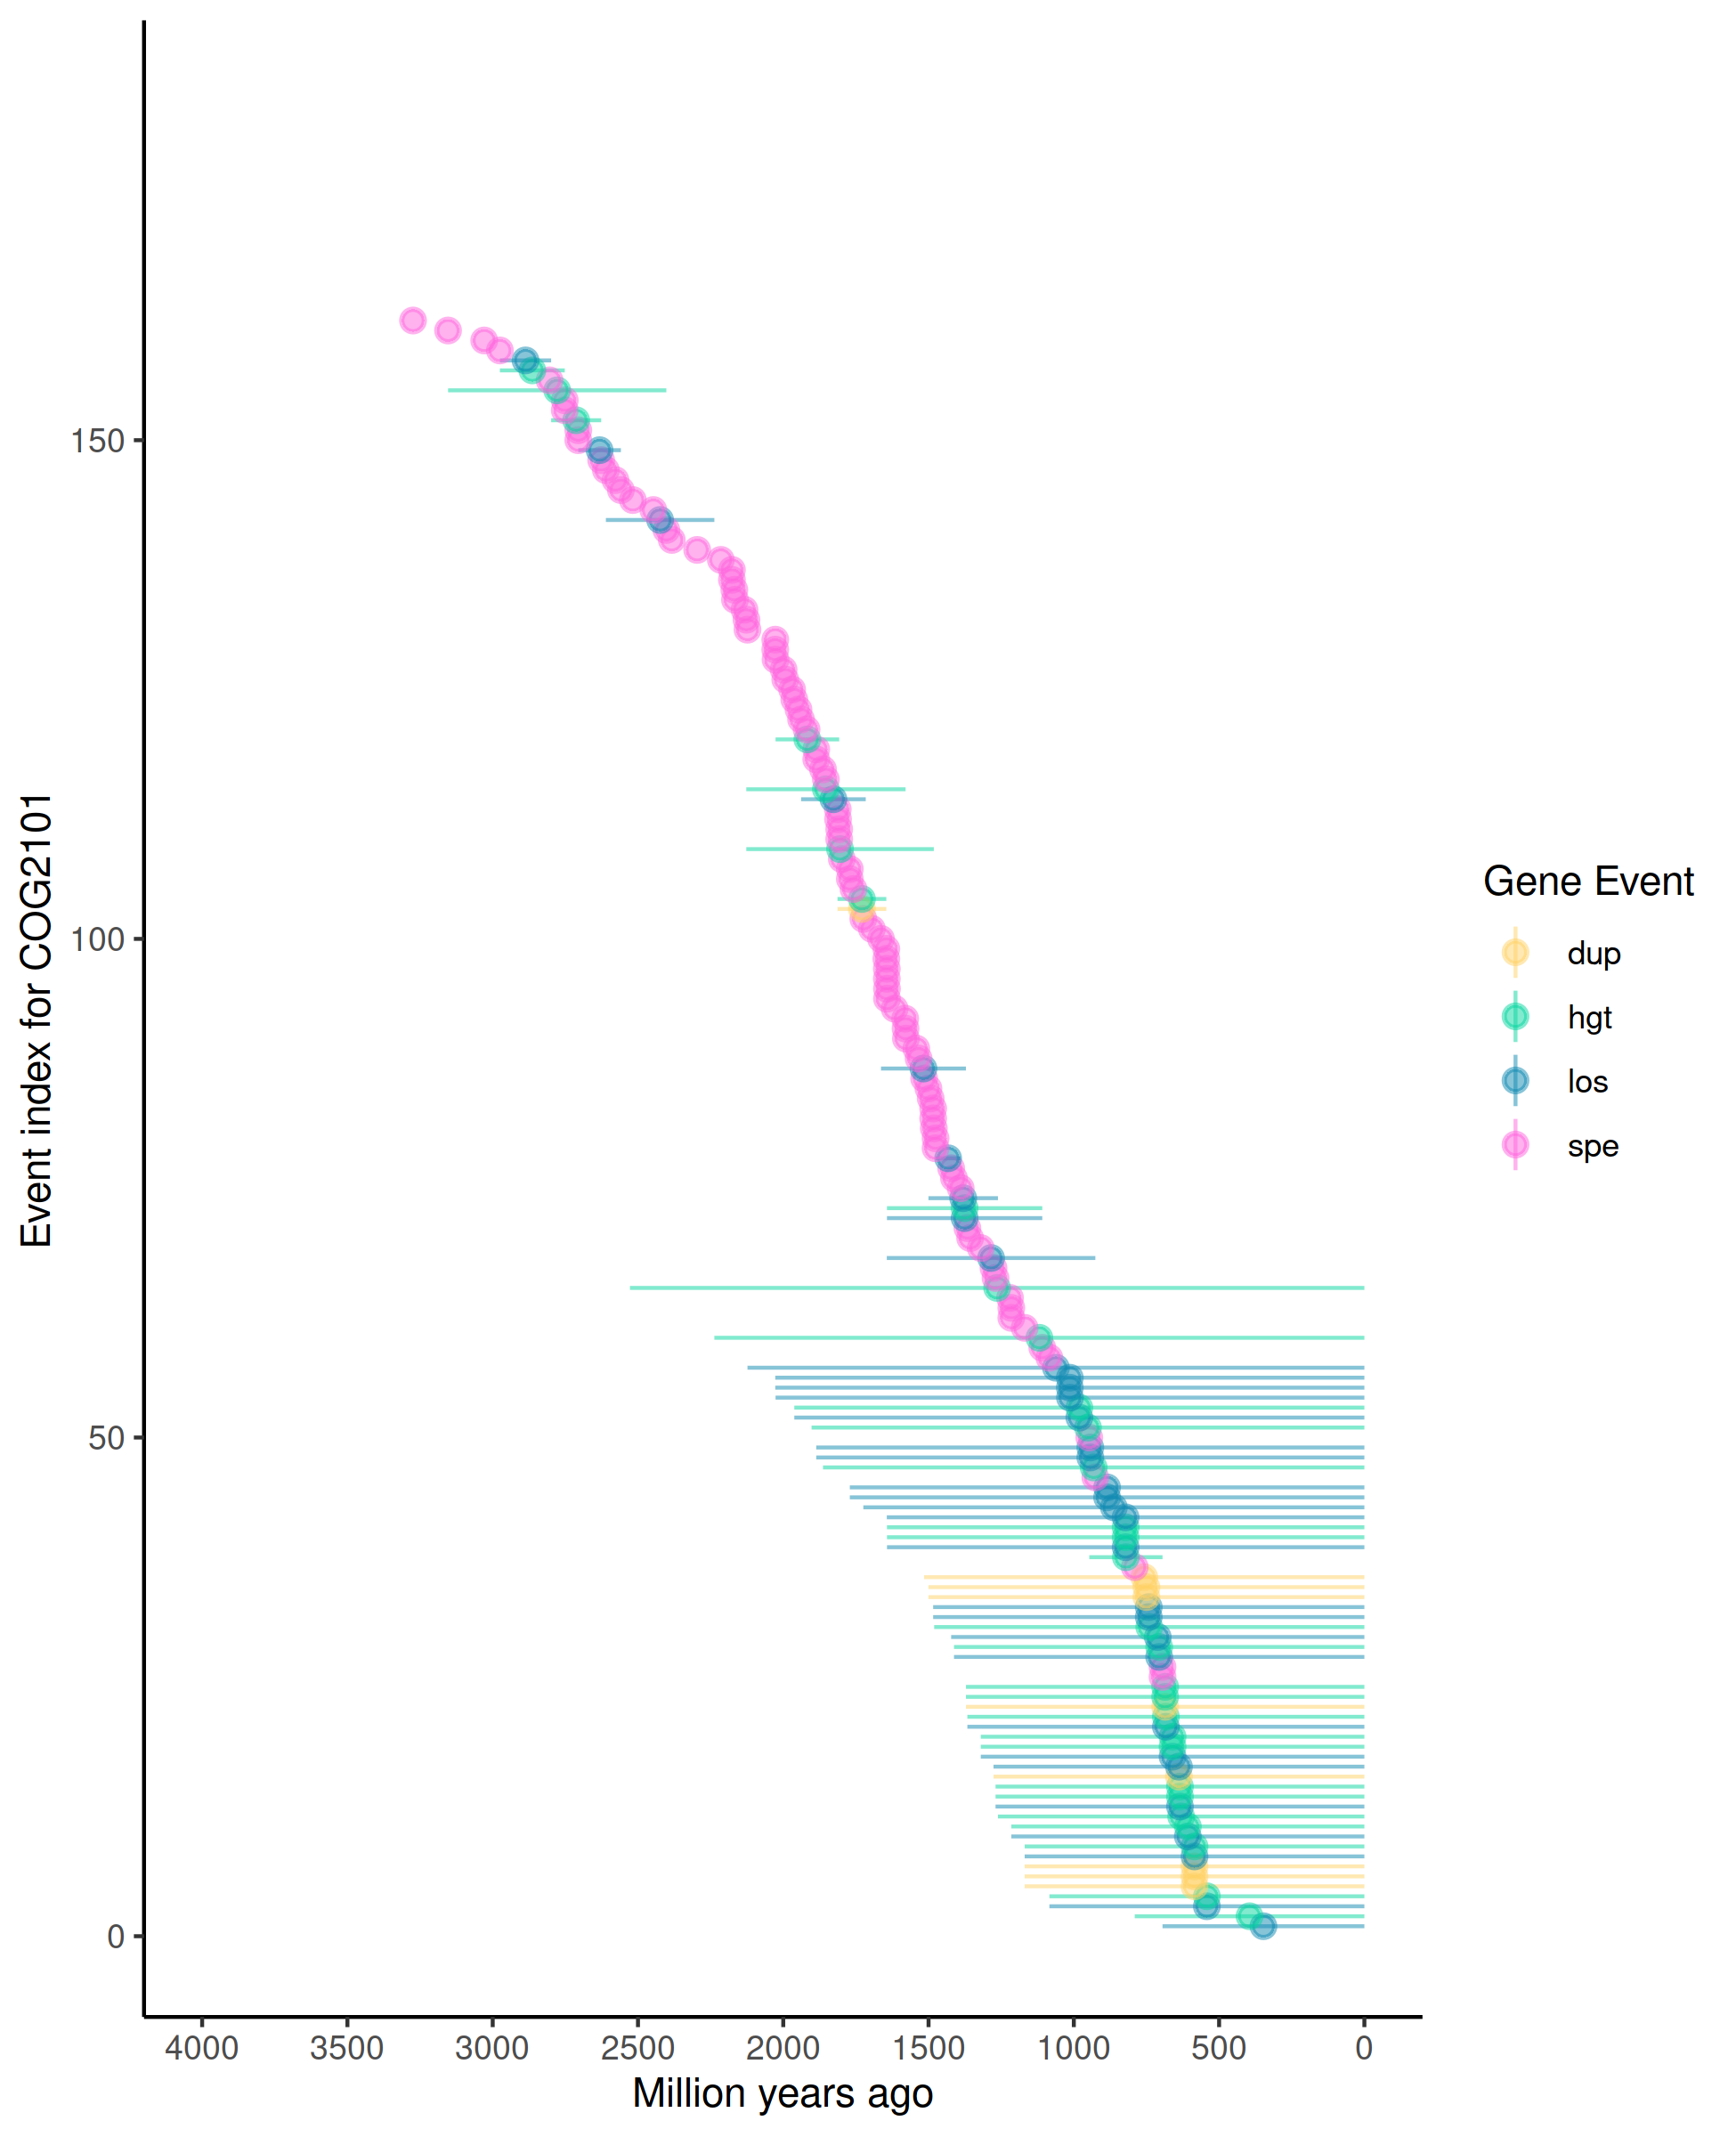 Event index for COG2101
150
100
50
0
4000 3500 3000 2500 2000 1500 1000 500 0
Million years ago
Gene Event
dup
hgt
los
spe